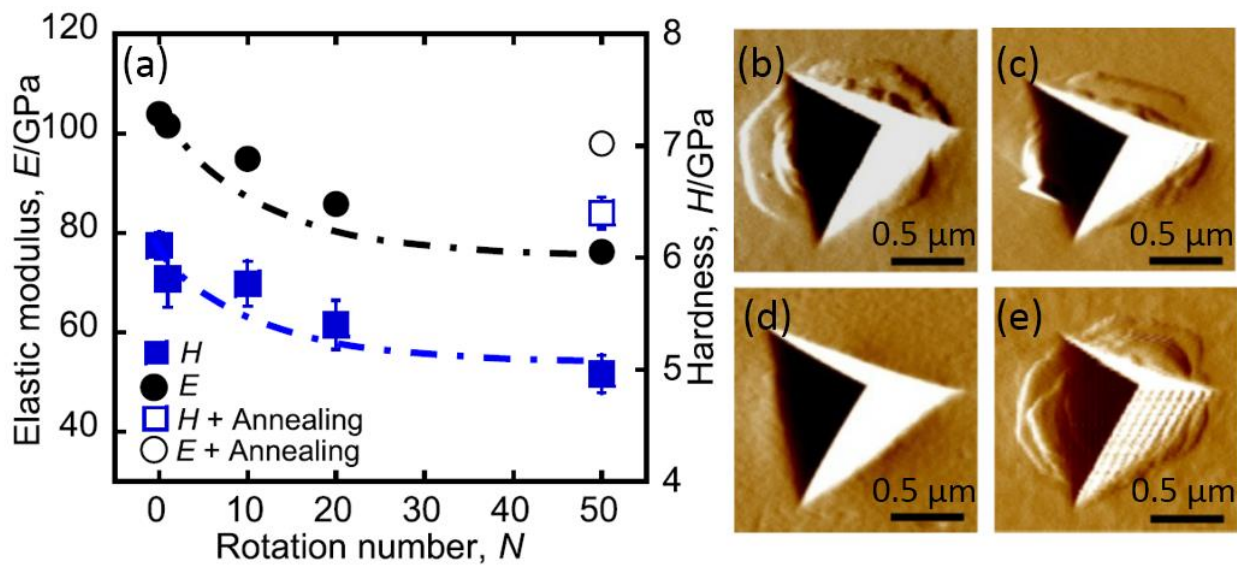 120
100
80
60
40
Elastic modulus, E/GPa
(a)
H
E
H + Annealing
E + Annealing
0
10
20
30
40
50
Rotation number, N
8
7
6
5
4
Hardness, H/GPa
(b)
0.5 μm
(c)
0.5 μm
(d)
0.5 μm
(e)
0.5 μm